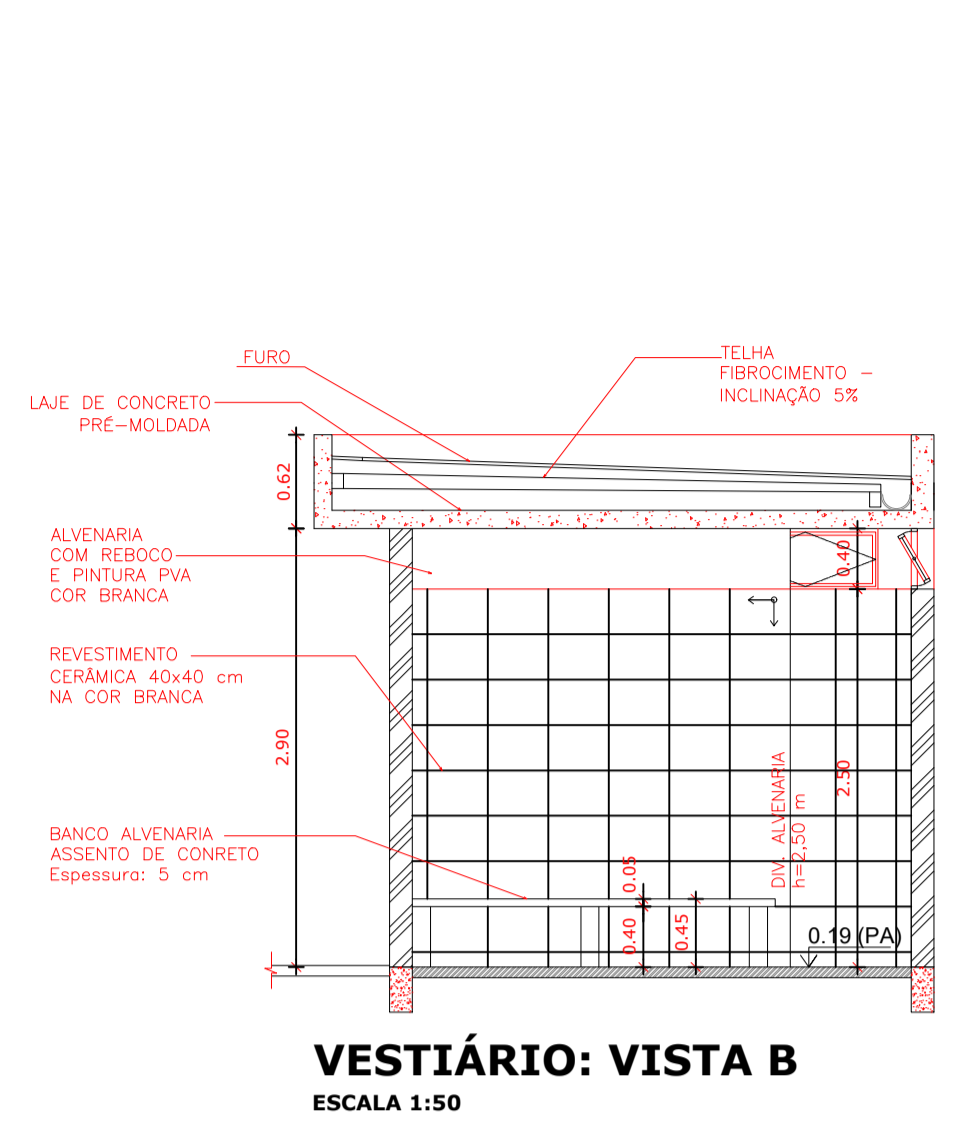 FURO
TELHA
FIBROCIMENTO –
INCLINAÇÃO 5%
LAJE DE CONCRETO
PRÉ–MOLDADA
0.62
ALVENARIA
COM REBOCO
E PINTURA PVA
COR BRANCA
0.40
REVESTIMENTO
CERÂMICA 40x40 cm
NA COR BRANCA
2.90
2.50
DIV. ALVENARIA
h=2,50 m
BANCO ALVENARIA
ASSENTO DE CONRETO
Espessura: 5 cm
0.05
0.40
0.45
0.19 (PA)
VESTIÁRIO: VISTA B
ESCALA 1:50